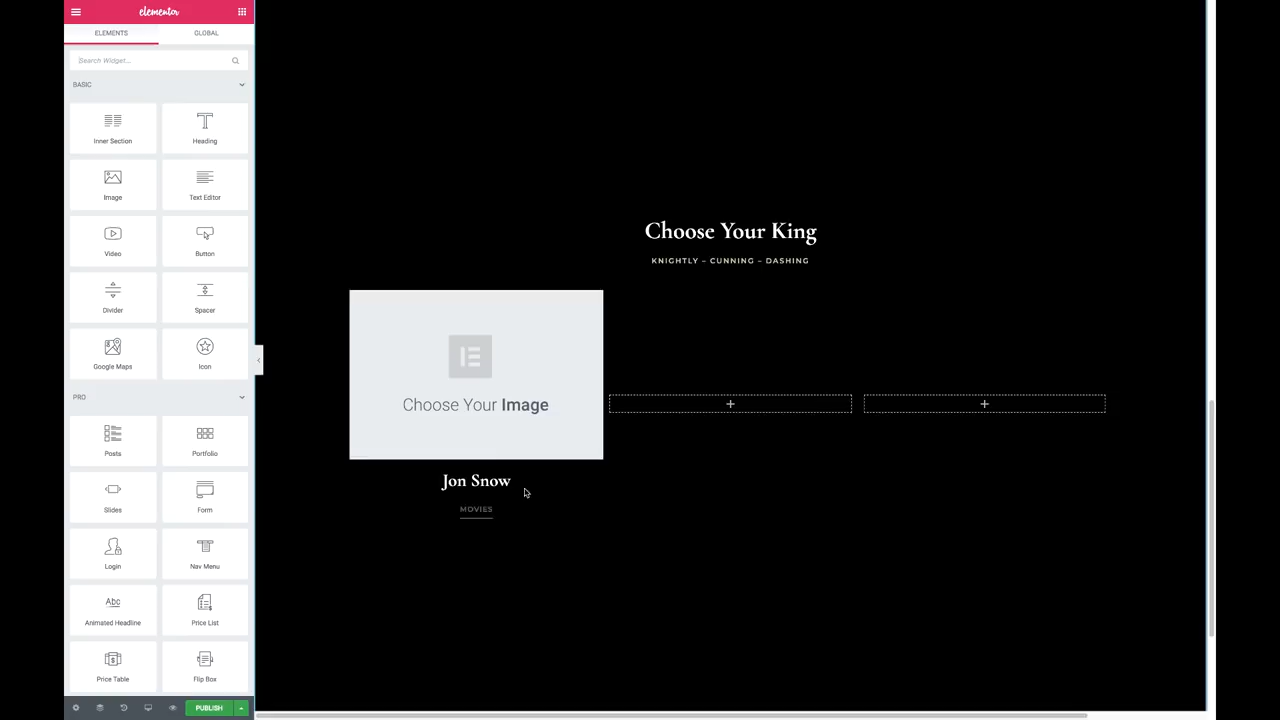 elementor
ELEMENTS
GLOBAL
Search Widget...
BASIC
Inner Section
Heading
Image
Text Editor
Video
Button
Divider
Spacer
Google Maps
Icon
PRO
Posts
Portfolio
Slides
Form
Login
Nav Menu
Abc
Animated Headline
Price List
Price Table
Flip Box
PUBLISH
Choose Your King
KNIGHTLY – CUNNING – DASHING
Choose Your Image
Jon Snow
MOVIES